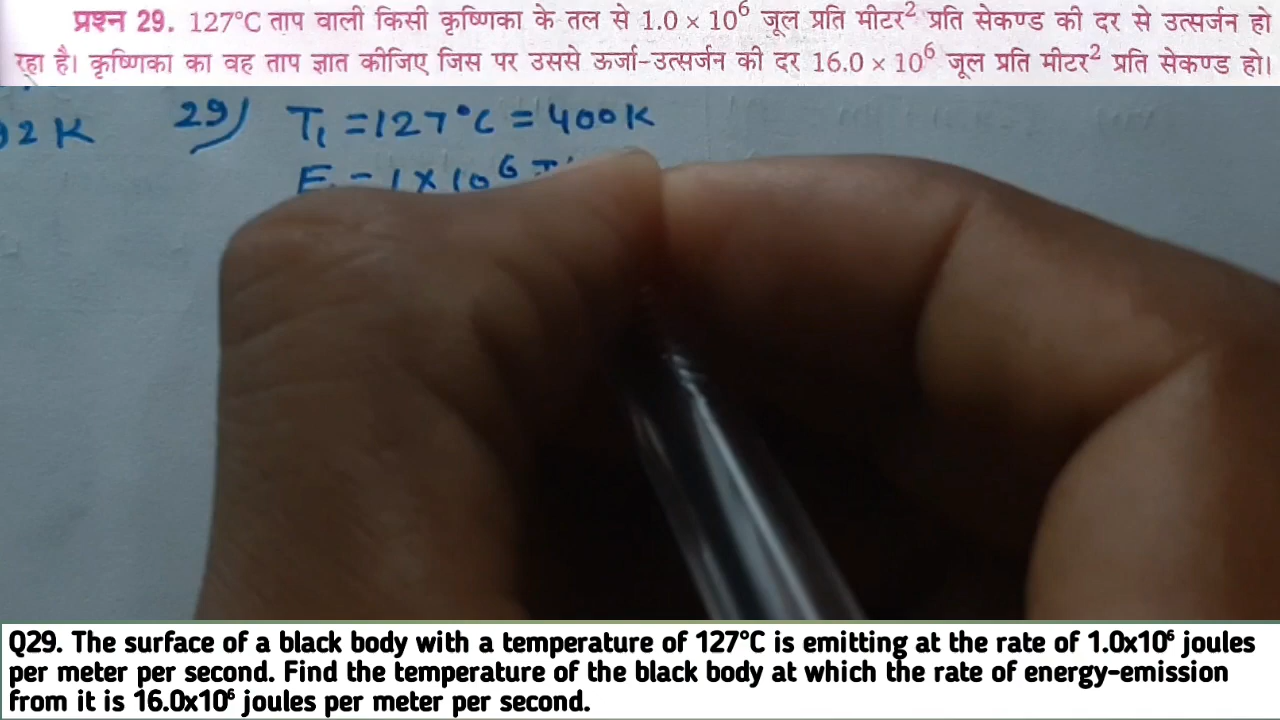 प्रश्न 29. 127°C ताप वाली किसी कृष्णिका के तल से 1.0 × 10⁶ जूल प्रति मीटर² प्रति सेकण्ड की दर से उत्सर्जन हो
रहा है। कृष्णिका का वह ताप ज्ञात कीजिए जिस पर उससे ऊर्जा-उत्सर्जन की दर 16.0 × 10⁶ जूल प्रति मीटर² प्रति सेकण्ड हो।
2 K
29) T₁ = 127°C = 400K
= 1 × 10⁶
Q29. The surface of a black body with a temperature of 127°C is emitting at the rate of 1.0x10⁶ joules
per meter per second. Find the temperature of the black body at which the rate of energy-emission
from it is 16.0x10⁶ joules per meter per second.